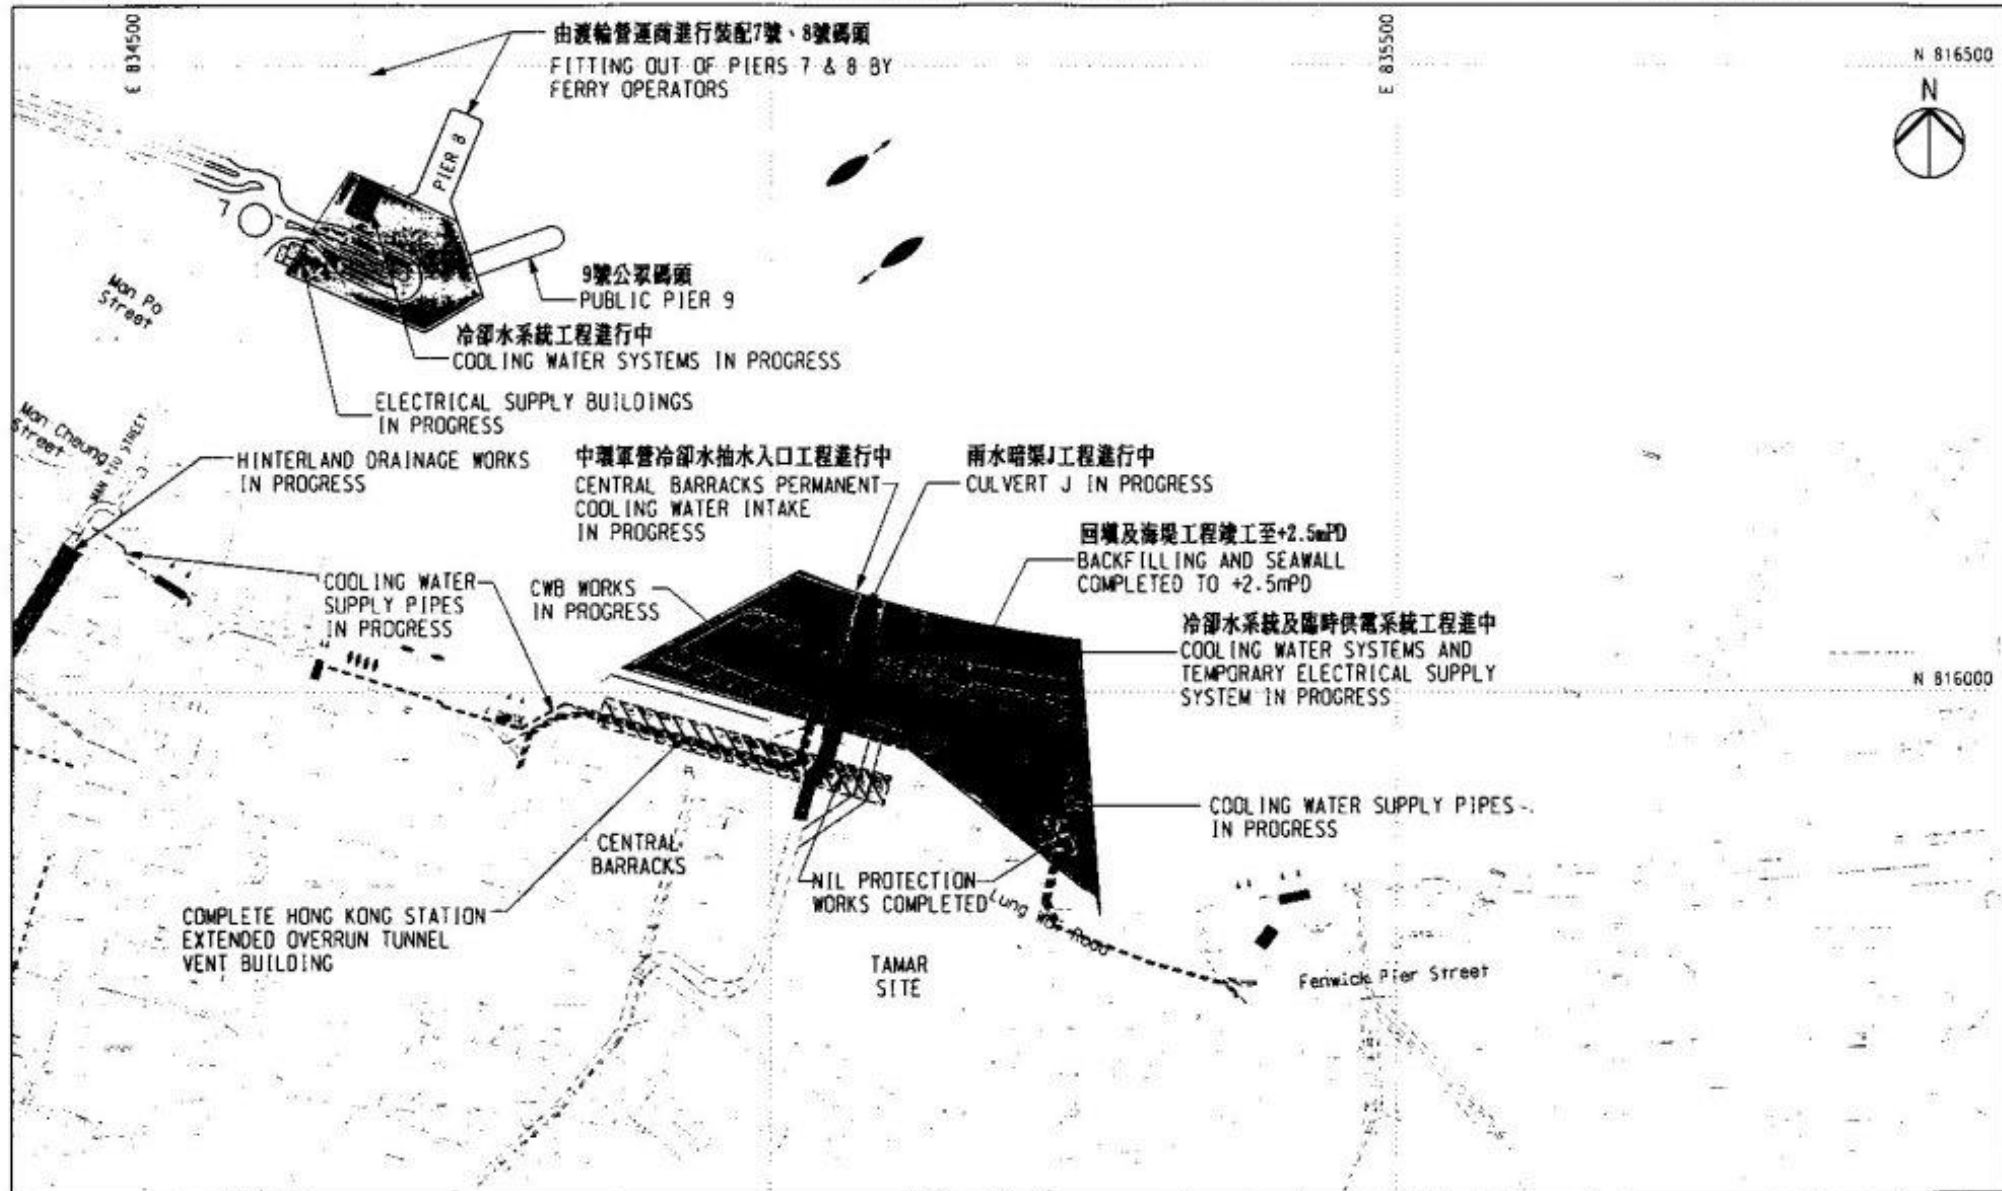 E 834500
E 835500
N 816500
N
由渡輪營運商進行裝配7號、8號碼頭
FITTING OUT OF PIERS 7 & 8 BY
FERRY OPERATORS
PIER 8
7
9號公眾碼頭
PUBLIC PIER 9
Man Po
Street
冷卻水系統工程進行中
COOLING WATER SYSTEMS IN PROGRESS
ELECTRICAL SUPPLY BUILDINGS
IN PROGRESS
Man Cheung
Street
MAN YIU STREET
HINTERLAND DRAINAGE WORKS
IN PROGRESS
中環軍營冷卻水抽水入口工程進行中
CENTRAL BARRACKS PERMANENT
COOLING WATER INTAKE
IN PROGRESS
雨水暗渠J工程進行中
CULVERT J IN PROGRESS
回填及海堤工程竣工至+2.5mPD
BACKFILLING AND SEAWALL
COMPLETED TO +2.5mPD
COOLING WATER
SUPPLY PIPES
IN PROGRESS
CWB WORKS
IN PROGRESS
冷卻水系統及臨時供電系統工程進中
COOLING WATER SYSTEMS AND
TEMPORARY ELECTRICAL SUPPLY
SYSTEM IN PROGRESS
N 816000
COOLING WATER SUPPLY PIPES
IN PROGRESS
CENTRAL
BARRACKS
NIL PROTECTION
WORKS COMPLETED
Lung Wui Road
COMPLETE HONG KONG STATION
EXTENDED OVERRUN TUNNEL
VENT BUILDING
TAMAR
SITE
Fenwick Pier Street